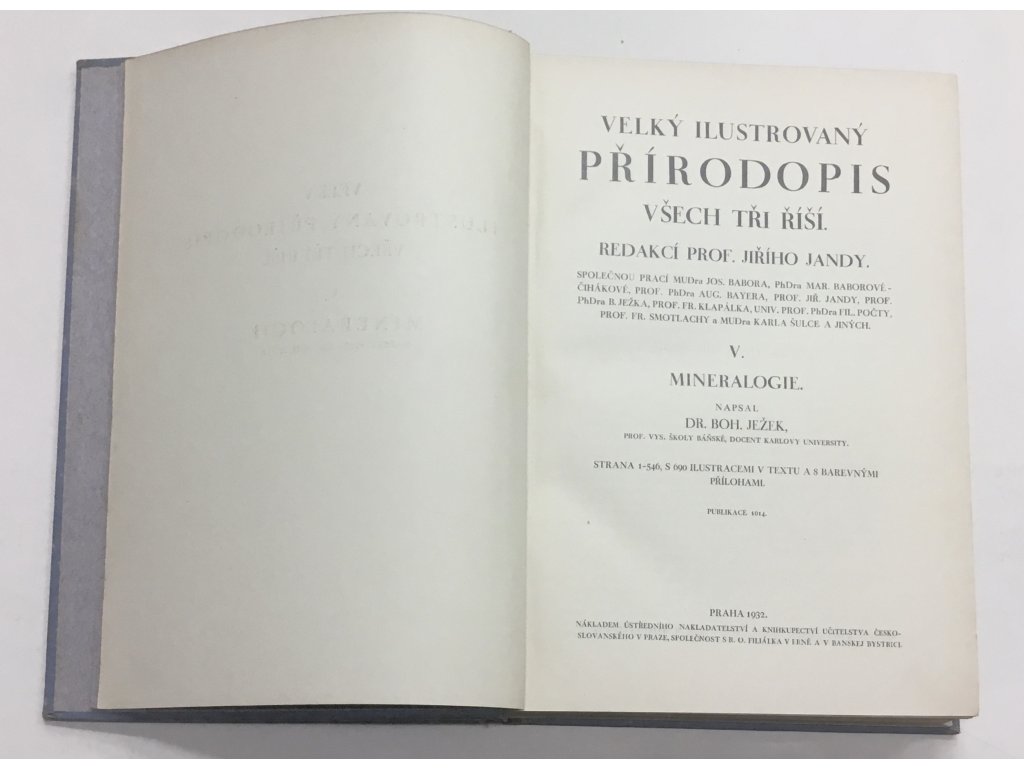 VELKÝ ILUSTROVANÝ
PŘÍRODOPIS
VŠECH TŘI ŘÍŠÍ.
REDAKCÍ PROF. JIŘÍHO JANDY.
SPOLEČNOU PRACÍ MUDra JOS. BABORA, PhDra MAR. BABOROVÉ-
ČIHÁKOVÉ, PROF. PhDra AUG. BAYERA, PROF. JIŘ. JANDY, PROF.
PhDra B. JEŽKA, PROF. FR. KLAPÁLKA, UNIV. PROF. PhDra FIL. POČTY,
PROF. FR. SMOTLACHY a MUDra KARLA ŠULCE A JINÝCH.
V.
MINERALOGIE.
NAPSAL
DR. BOH. JEŽEK,
PROF. VYS. ŠKOLY BÁŇSKÉ, DOCENT KARLOVY UNIVERSITY.
STRANA 1-546, S 690 ILUSTRACEMI V TEXTU A 8 BAREVNÝMI
PŘÍLOHAMI.
PUBLIKACE 1014.
PRAHA 1932.
NÁKLADEM ÚSTŘEDNÍHO NAKLADATELSTVÍ A KNIHKUPECTVÍ UČITELSTVA ČESKO-
SLOVANSKÉHO V PRAZE, SPOLEČNOST S R. O. FILIÁLKA V BRNĚ A V BANSKEJ BYSTRICI.